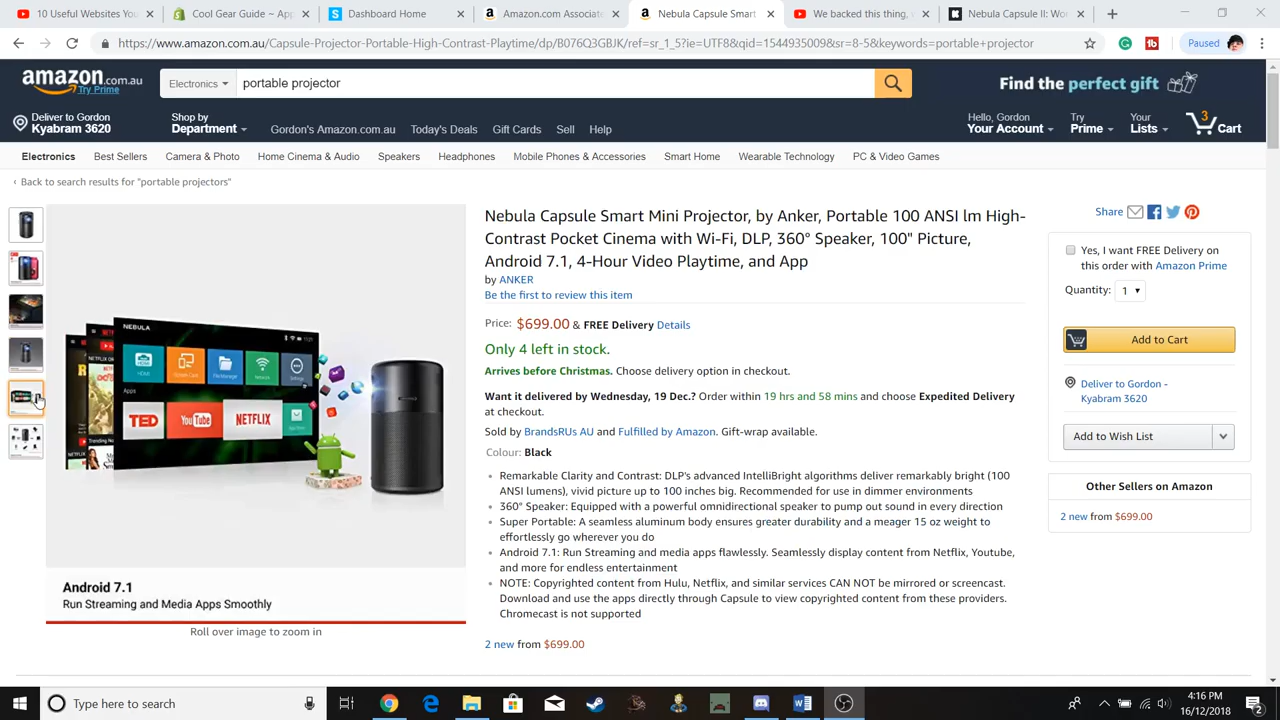 10 Useful Websites You
Cool Gear Guide ~ Ap
Dashboard Home
Amazon.com Associate
Nebula Capsule Smart
We backed this thing,
Nebula Capsule II: Wo
https://www.amazon.com.au/Capsule-Projector-Portable-High-Contrast-Playtime/dp/B076Q3GBJK/ref=sr_1_5?ie=UTF8&qid=1544935009&sr=8-5&keywords=portable+projector
Paused
amazon.com.au
Try Prime
Electronics
portable projector
Find the perfect gift
Deliver to Gordon
Kyabram 3620
Shop by
Department
Gordon's Amazon.com.au
Today's Deals
Gift Cards
Sell
Help
Hello, Gordon
Your Account
Try
Prime
Your
Lists
3
Cart
Electronics
Best Sellers
Camera & Photo
Home Cinema & Audio
Speakers
Headphones
Mobile Phones & Accessories
Smart Home
Wearable Technology
PC & Video Games
‹ Back to search results for "portable projectors"
NEBULA
HDMI
File Manager
Network
Settings
Apps
TED
YouTube
NETFLIX
Android 7.1
Run Streaming and Media Apps Smoothly
Roll over image to zoom in
Nebula Capsule Smart Mini Projector, by Anker, Portable 100 ANSI lm High-
Contrast Pocket Cinema with Wi-Fi, DLP, 360° Speaker, 100" Picture,
Android 7.1, 4-Hour Video Playtime, and App
by ANKER
Be the first to review this item
Price: $699.00 & FREE Delivery Details
Only 4 left in stock.
Arrives before Christmas. Choose delivery option in checkout.
Want it delivered by Wednesday, 19 Dec.? Order within 19 hrs and 58 mins and choose Expedited Delivery
at checkout.
Sold by BrandsRUs AU and Fulfilled by Amazon. Gift-wrap available.
Colour: Black
• Remarkable Clarity and Contrast: DLP's advanced IntelliBright algorithms deliver remarkably bright (100
ANSI lumens), vivid picture up to 100 inches big. Recommended for use in dimmer environments
• 360° Speaker: Equipped with a powerful omnidirectional speaker to pump out sound in every direction
• Super Portable: A seamless aluminum body ensures greater durability and a meager 15 oz weight to
effortlessly go wherever you do
• Android 7.1: Run Streaming and media apps flawlessly. Seamlessly display content from Netflix, Youtube,
and more for endless entertainment
• NOTE: Copyrighted content from Hulu, Netflix, and similar services CAN NOT be mirrored or screencast.
Download and use the apps directly through Capsule to view copyrighted content from these providers.
Chromecast is not supported
2 new from $699.00
Share
Yes, I want FREE Delivery on
this order with Amazon Prime
Quantity: 1
Add to Cart
Deliver to Gordon -
Kyabram 3620
Add to Wish List
Other Sellers on Amazon
2 new from $699.00
Type here to search
4:16 PM
16/12/2018
2